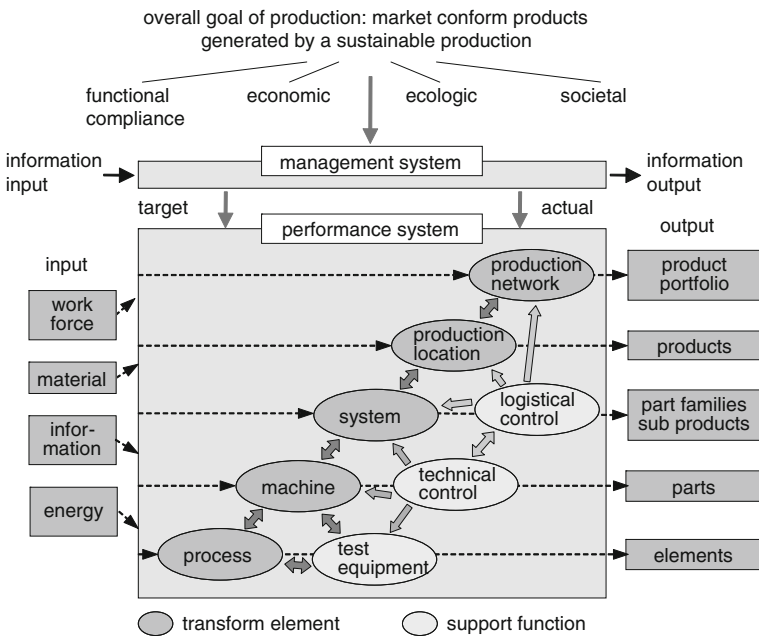 overall goal of production: market conform products
generated by a sustainable production
functional
compliance
economic
ecologic
societal
information
input
management system
information
output
target
actual
performance system
input
output
work
force
material
infor-
mation
energy
production
network
product
portfolio
production
location
products
system
logistical
control
part families
sub products
machine
technical
control
parts
process
test
equipment
elements
transform element
support function